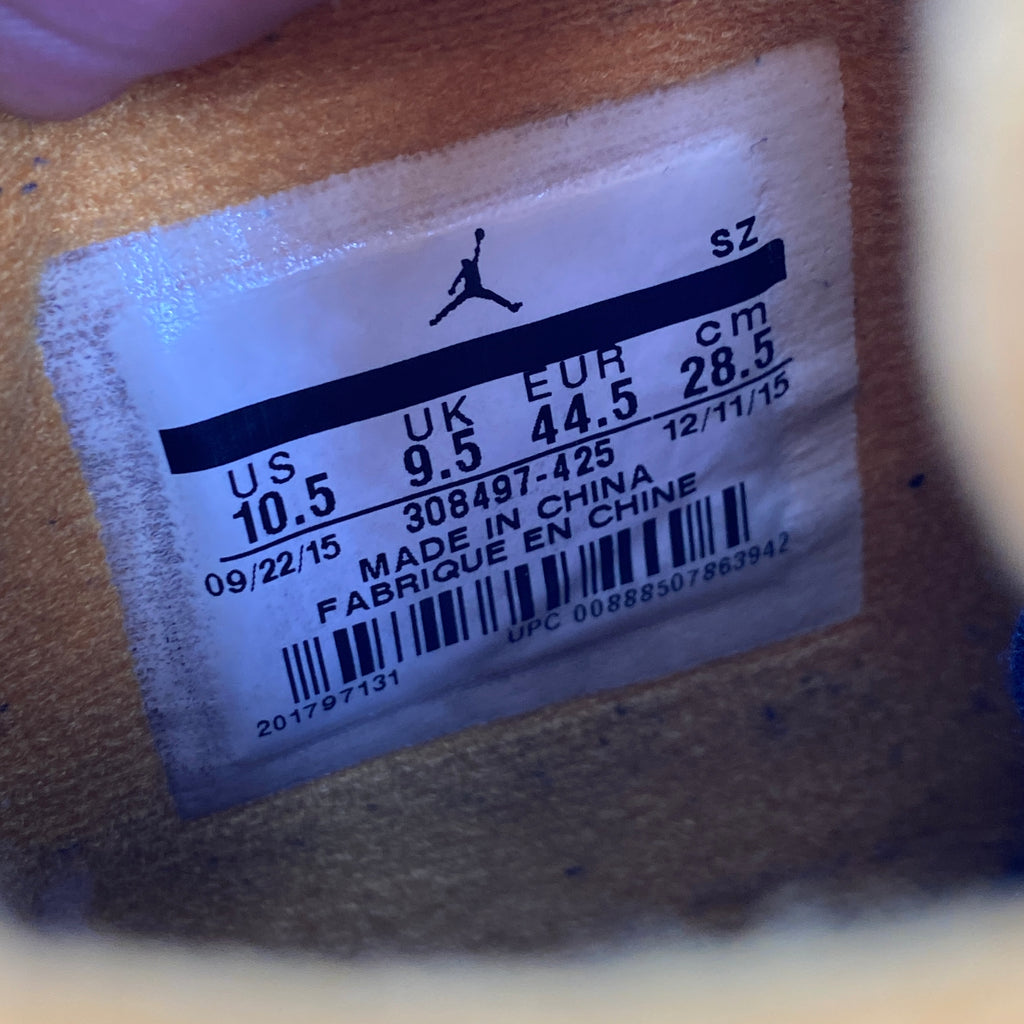 SZ
US UK EUR cm
10.5 9.5 44.5 28.5
09/22/15 308497-425 12/11/15
MADE IN CHINA
FABRIQUE EN CHINE
201797131 UPC 00888507863942